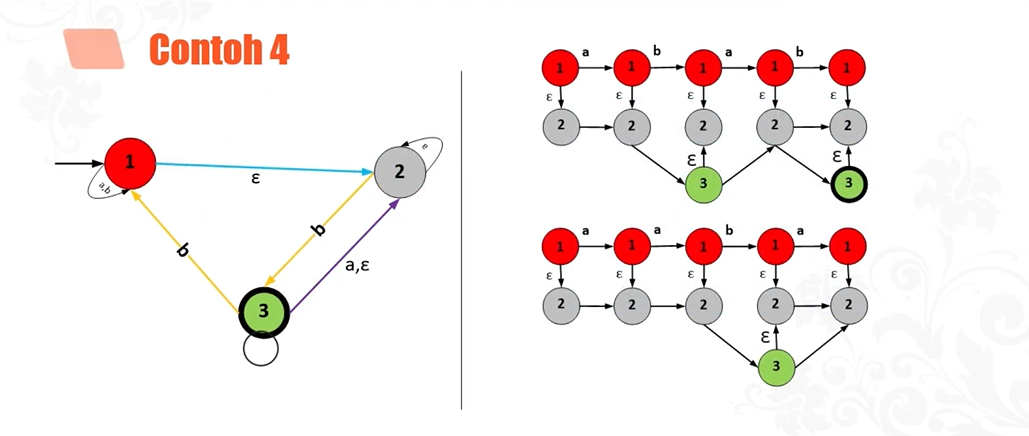 Contoh 4
1
ε
2
a,b
a
b
b
a,ε
3
a b a b
1 1 1 1 1
ε ε ε ε ε
2 2 2 2 2
ε ε
3 3
a a b a
1 1 1 1 1
ε ε ε ε ε
2 2 2 2 2
ε
3